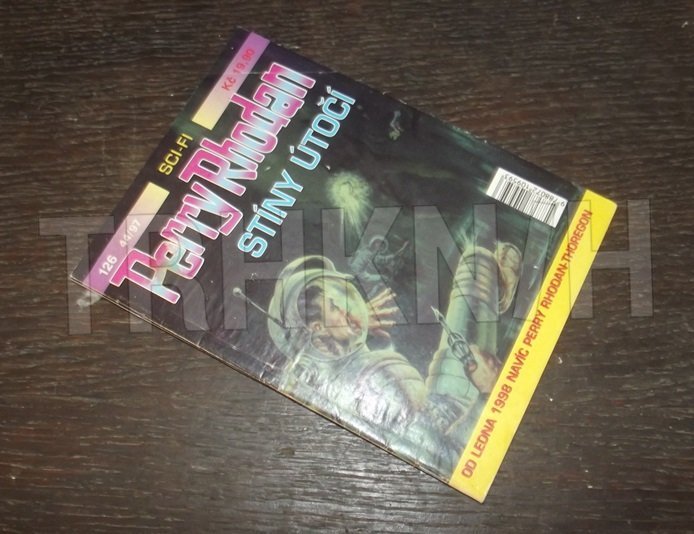 126 44/97
SCI-FI
Kč 19.90
Perry Rhodan
STÍNY ÚTOČÍ
OD LEDNA 1998 NAVÍC PERRY RHODAN-THOREGON
TRHKNIH